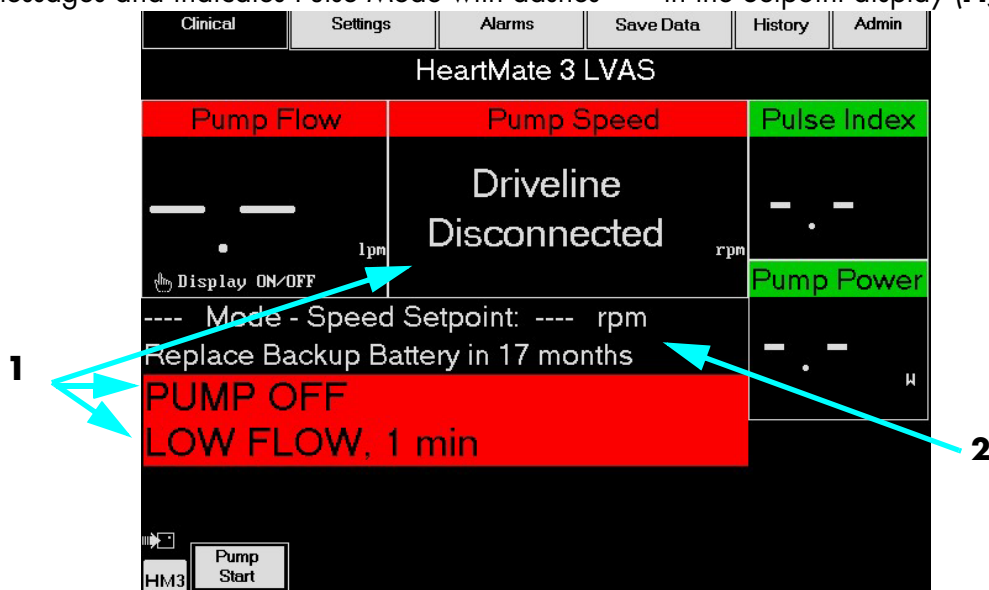 messages and indicates Pulse Mode with dashes "----" in the setpoint display (
Clinical Settings Alarms Save Data History Admin
HeartMate 3 LVAS
Pump Flow Pump Speed Pulse Index
Driveline
Disconnected
-- -- . lpm rpm - . -
Display ON/OFF
Pump Power
---- Mode - Speed Setpoint: ---- rpm
Replace Backup Battery in 17 months
- . - W
1
PUMP OFF
LOW FLOW, 1 min
2
Pump
Start
HM3